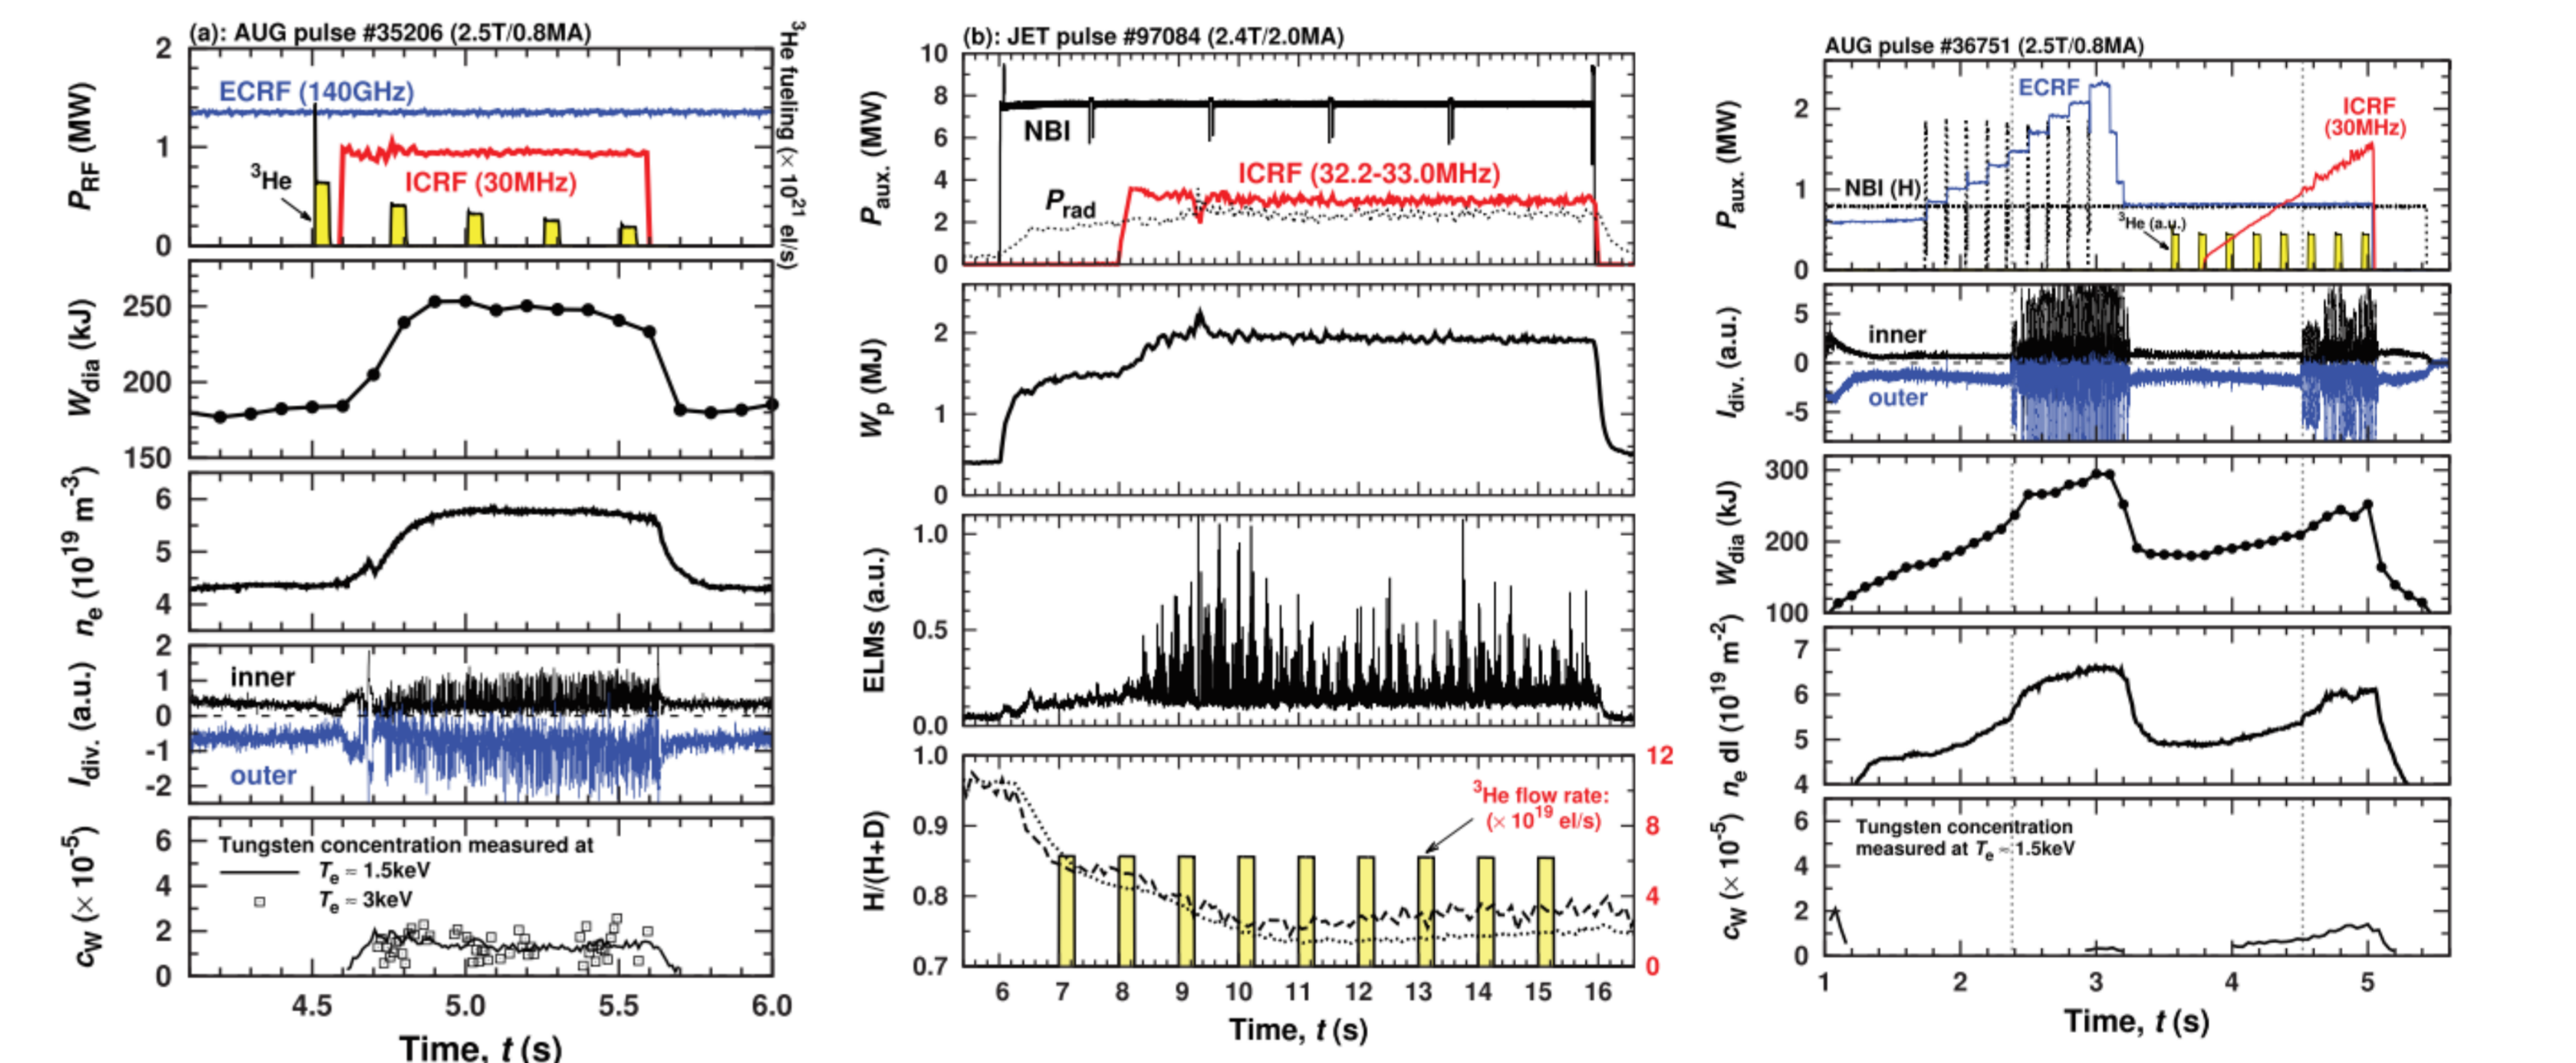 (a): AUG pulse #35206 (2.5T/0.8MA)
P_RF (MW)
2
1
0
ECRF (140GHz)
³He
ICRF (30MHz)
³He fueling (× 10²¹ el/s)
W_dia (kJ)
250
200
150
n_e (10¹⁹ m⁻³)
6
5
4
I_div. (a.u.)
2
1
0
-1
-2
inner
outer
c_W (× 10⁻⁵)
6
4
2
0
Tungsten concentration measured at
T_e = 1.5keV
T_e = 3keV
4.5 5.0 5.5 6.0
Time, t (s)
(b): JET pulse #97084 (2.4T/2.0MA)
P_aux. (MW)
10
8
6
4
2
0
NBI
ICRF (32.2-33.0MHz)
P_rad
W_p (MJ)
2
1
0
ELMs (a.u.)
1.0
0.5
0.0
H/(H+D)
1.0
0.9
0.8
0.7
12
8
4
0
³He flow rate:
(× 10¹⁹ el/s)
6 7 8 9 10 11 12 13 14 15 16
Time, t (s)
AUG pulse #36751 (2.5T/0.8MA)
P_aux. (MW)
2
1
0
ECRF
ICRF
(30MHz)
NBI (H)
³He (a.u.)
I_div. (a.u.)
5
0
-5
inner
outer
W_dia (kJ)
300
200
100
n_e dl (10¹⁹ m⁻²)
7
6
5
4
c_W (× 10⁻⁵)
6
4
2
0
Tungsten concentration
measured at T_e = 1.5keV
1 2 3 4 5
Time, t (s)